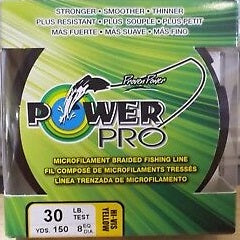 STRONGER • SMOOTHER • THINNER
PLUS RESISTANT • PLUS SOUPLE • PLUS PETIT
MÁS FUERTE • MÁS SUAVE • MÁS FINO
Proven Power
POWER
PRO
MICROFILAMENT BRAIDED FISHING LINE
FIL COMPOSÉ DE MICROFILAMENTS TRESSÉS
LÍNEA TRENZADA DE MICROFILAMENTO
30 LB. TEST
YDS. 150 8 EQ DIA
HI-VIS
YELLOW